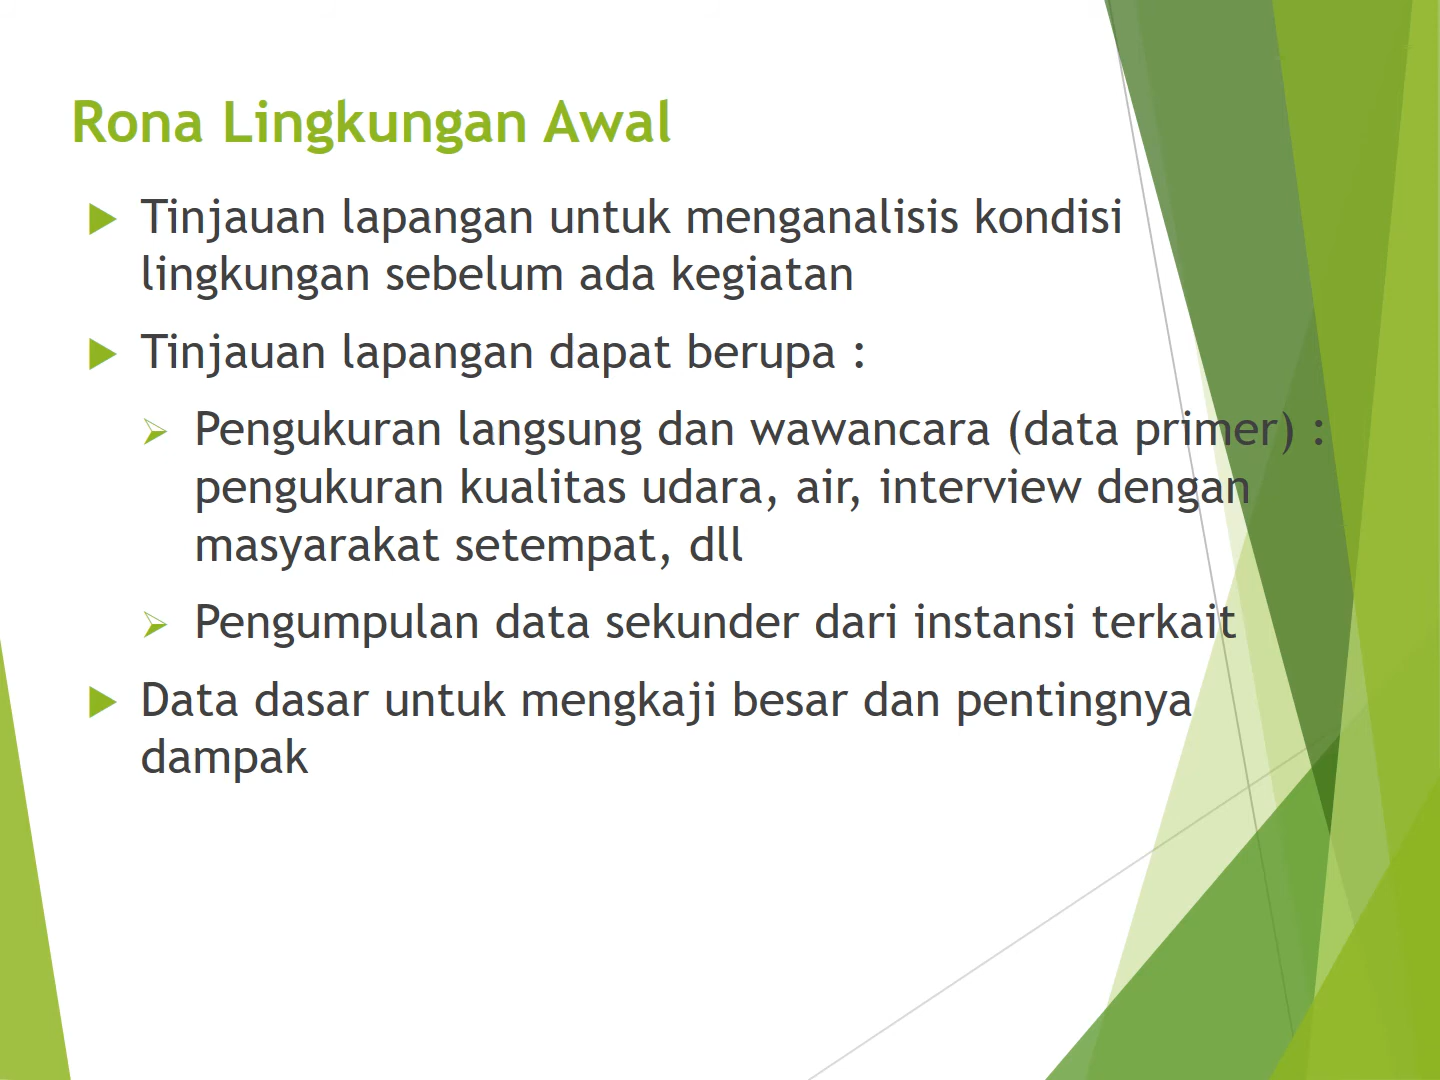 Rona Lingkungan Awal
Tinjauan lapangan untuk menganalisis kondisi
lingkungan sebelum ada kegiatan
Tinjauan lapangan dapat berupa :
Pengukuran langsung dan wawancara (data primer) :
pengukuran kualitas udara, air, interview dengan
masyarakat setempat, dll
Pengumpulan data sekunder dari instansi terkait
Data dasar untuk mengkaji besar dan pentingnya
dampak